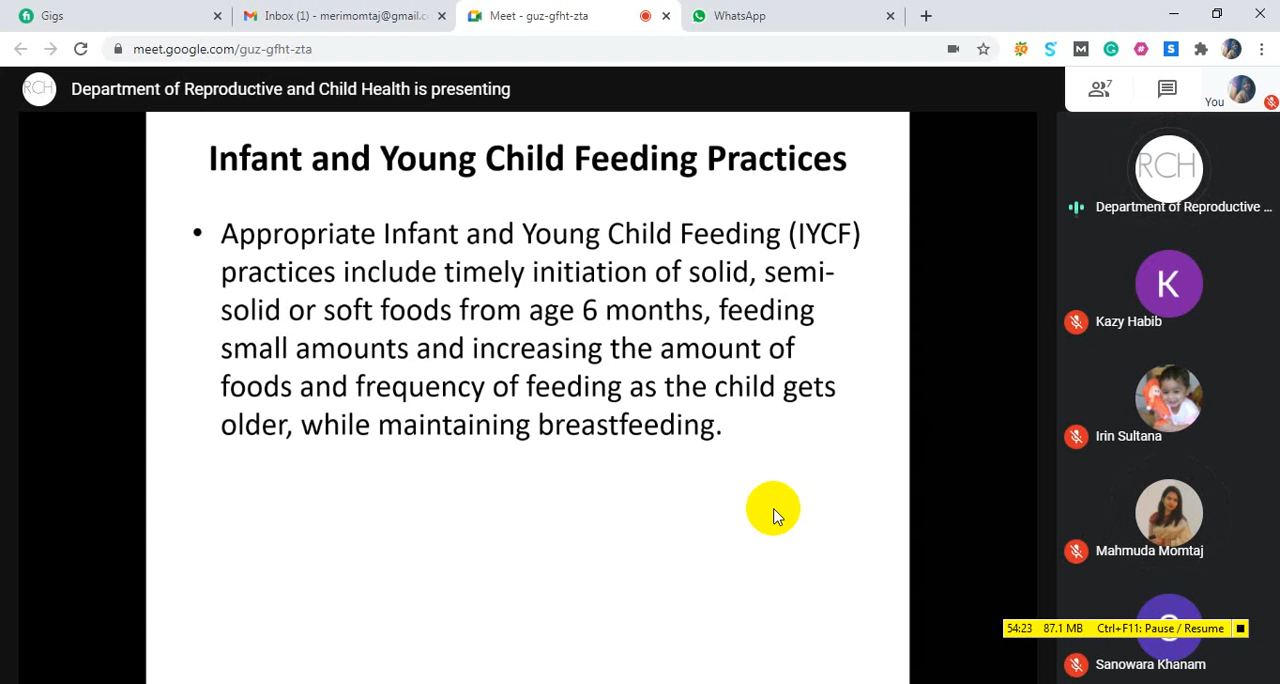 Gigs
Inbox (1) - merimomtaj@gmail.c
Meet - guz-gfht-zta
WhatsApp
meet.google.com/guz-gfht-zta
RCH
Department of Reproductive and Child Health is presenting
7
You
Infant and Young Child Feeding Practices
• Appropriate Infant and Young Child Feeding (IYCF)
practices include timely initiation of solid, semi-
solid or soft foods from age 6 months, feeding
small amounts and increasing the amount of
foods and frequency of feeding as the child gets
older, while maintaining breastfeeding.
RCH
Department of Reproductive ...
K
Kazy Habib
Irin Sultana
Mahmuda Momtaj
54:23 87.1 MB Ctrl+F11: Pause / Resume
Sanowara Khanam